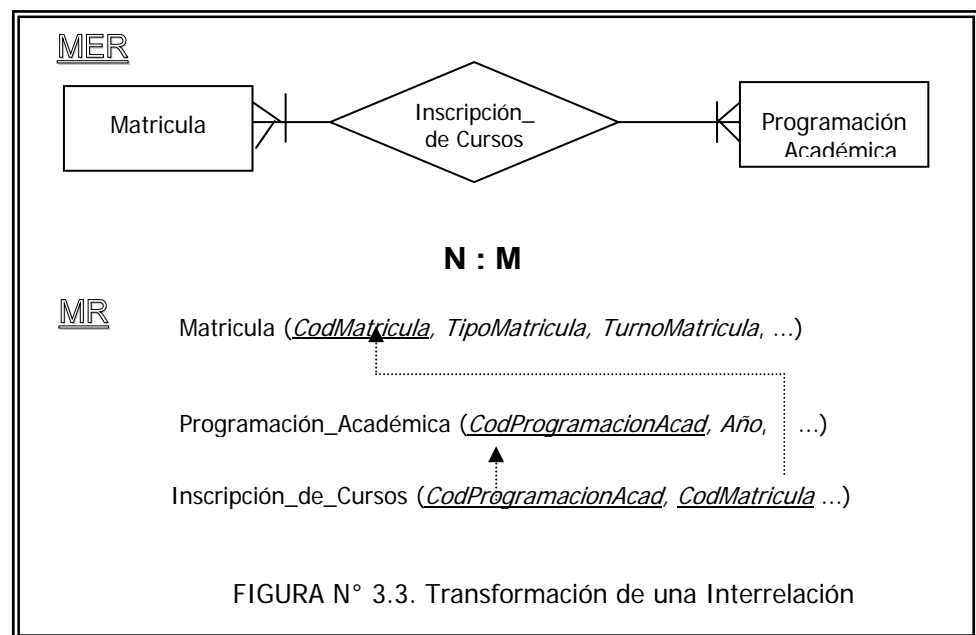 MER
Matricula
Inscripción_
de Cursos
Programación
Académica
N : M
MR
Matricula (CodMatricula, TipoMatricula, TurnoMatricula, ...)
Programación_Académica (CodProgramacionAcad, Año, ...)
Inscripción_de_Cursos (CodProgramacionAcad, CodMatricula ...)
FIGURA N° 3.3. Transformación de una Interrelación